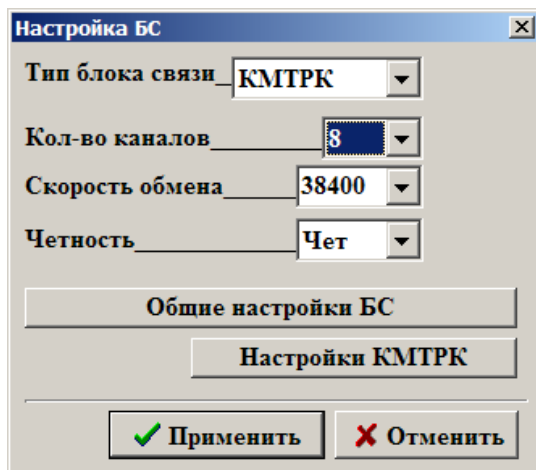 Настройка БС
Тип блока связи_ КМТРК
Кол-во каналов__________ 8
Скорость обмена______ 38400
Четность_____________ Чет
Общие настройки БС
Настройки КМТРК
Применить Отменить